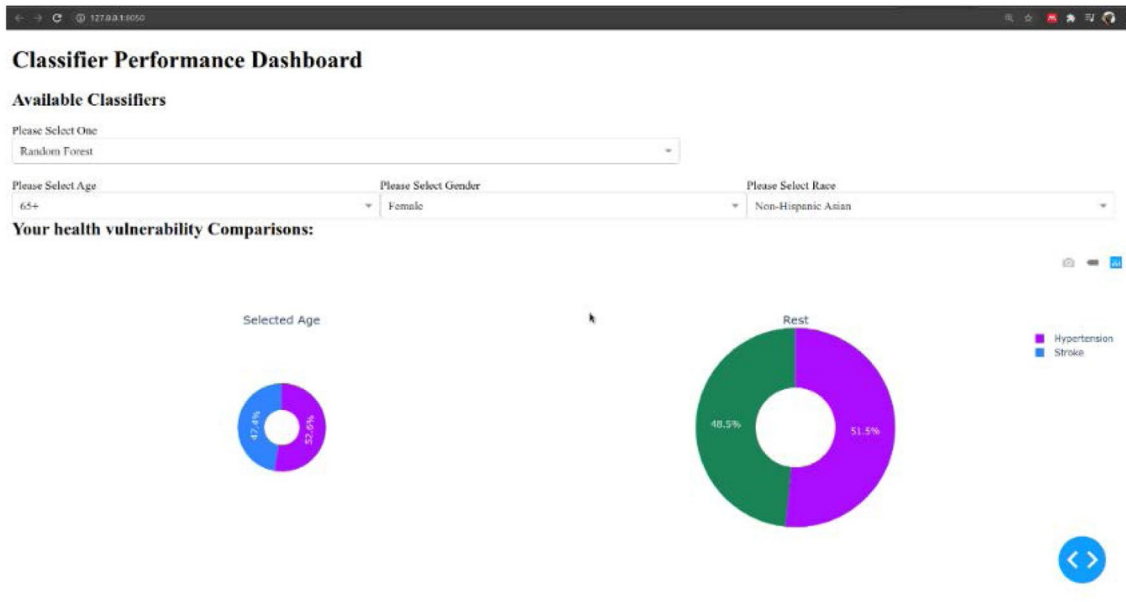 127.0.0.1:8050
Classifier Performance Dashboard
Available Classifiers
Please Select One
Random Forest
Please Select Age Please Select Gender Please Select Race
65+ Female Non-Hispanic Asian
Your health vulnerability Comparisons:
Selected Age Rest
Hypertension
Stroke
47.4% 52.6% 48.5% 51.5%